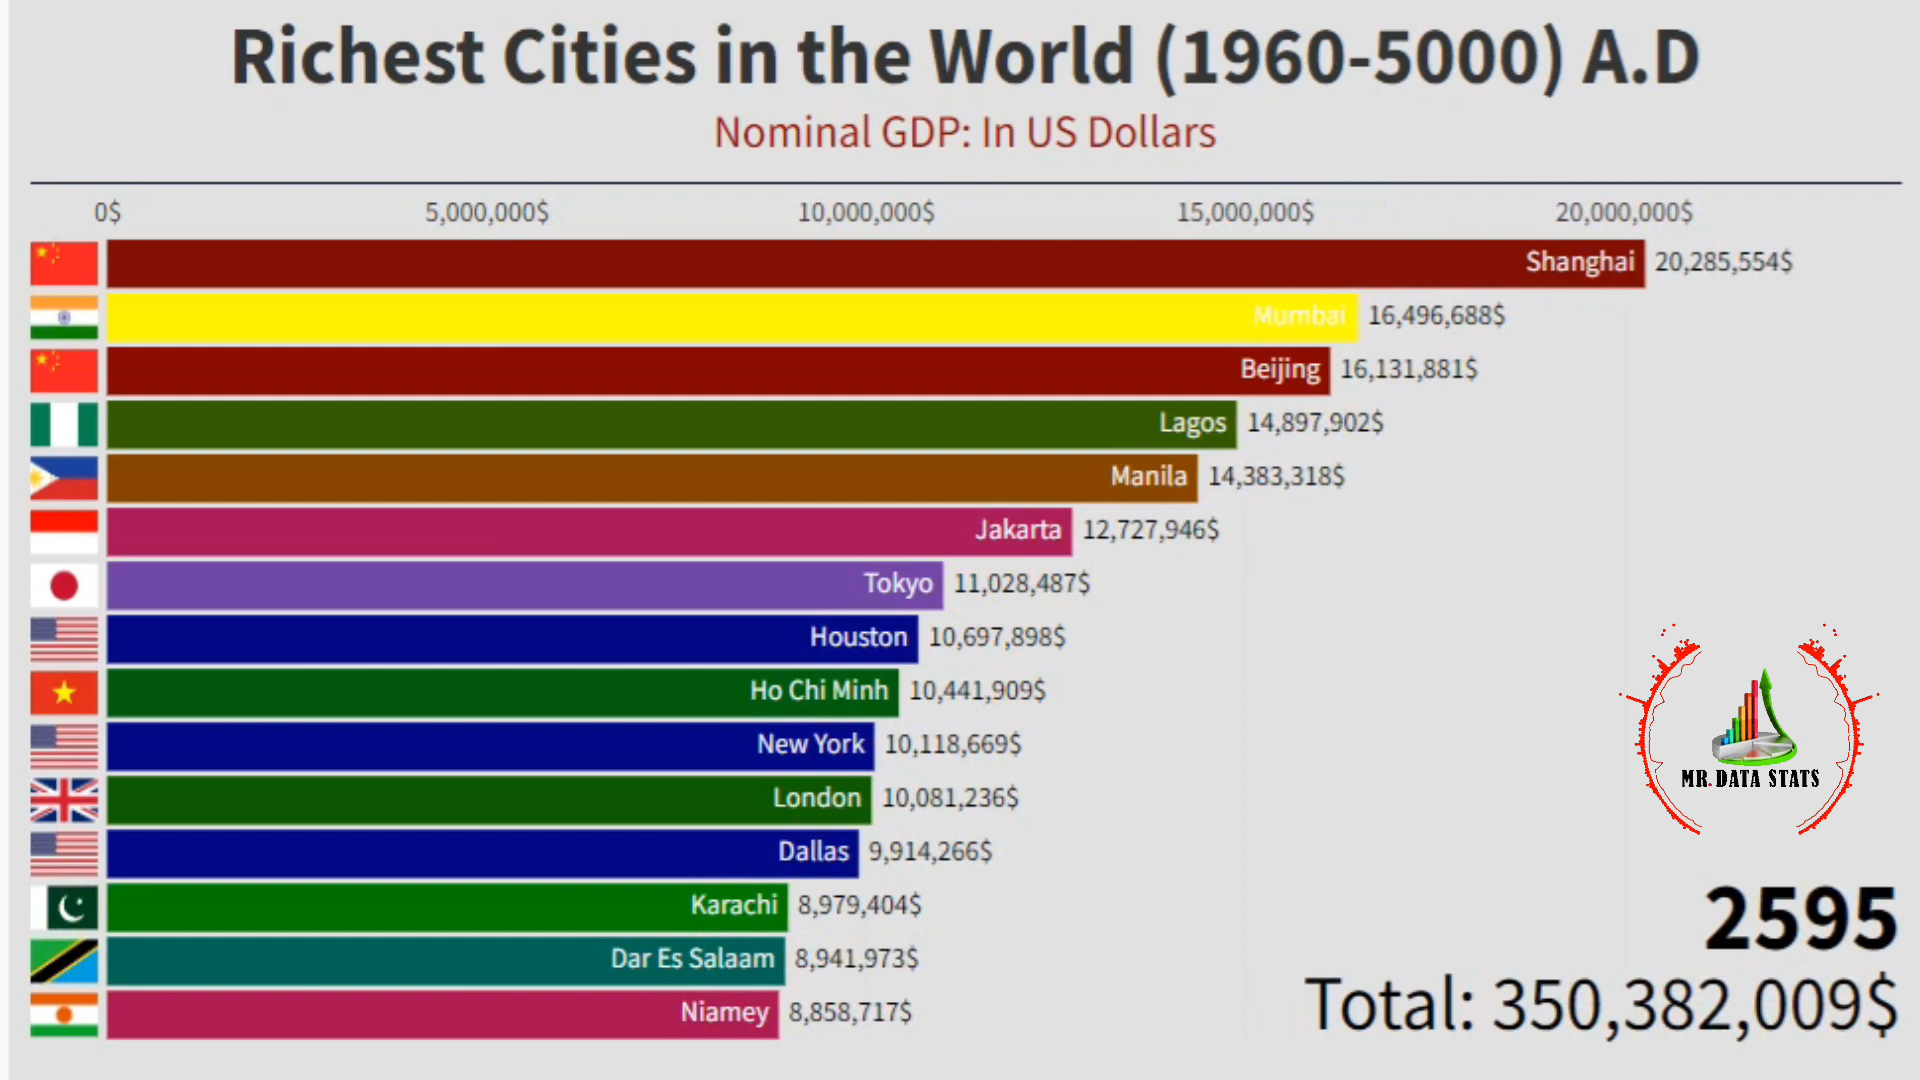 Richest Cities in the World (1960-5000) A.D
Nominal GDP: In US Dollars
0$ 5,000,000$ 10,000,000$ 15,000,000$ 20,000,000$
Shanghai 20,285,554$
Mumbai 16,496,688$
Beijing 16,131,881$
Lagos 14,897,902$
Manila 14,383,318$
Jakarta 12,727,946$
Tokyo 11,028,487$
Houston 10,697,898$
Ho Chi Minh 10,441,909$
New York 10,118,669$
London 10,081,236$
Dallas 9,914,266$
Karachi 8,979,404$
Dar Es Salaam 8,941,973$
Niamey 8,858,717$
MR.DATA STATS
2595
Total: 350,382,009$